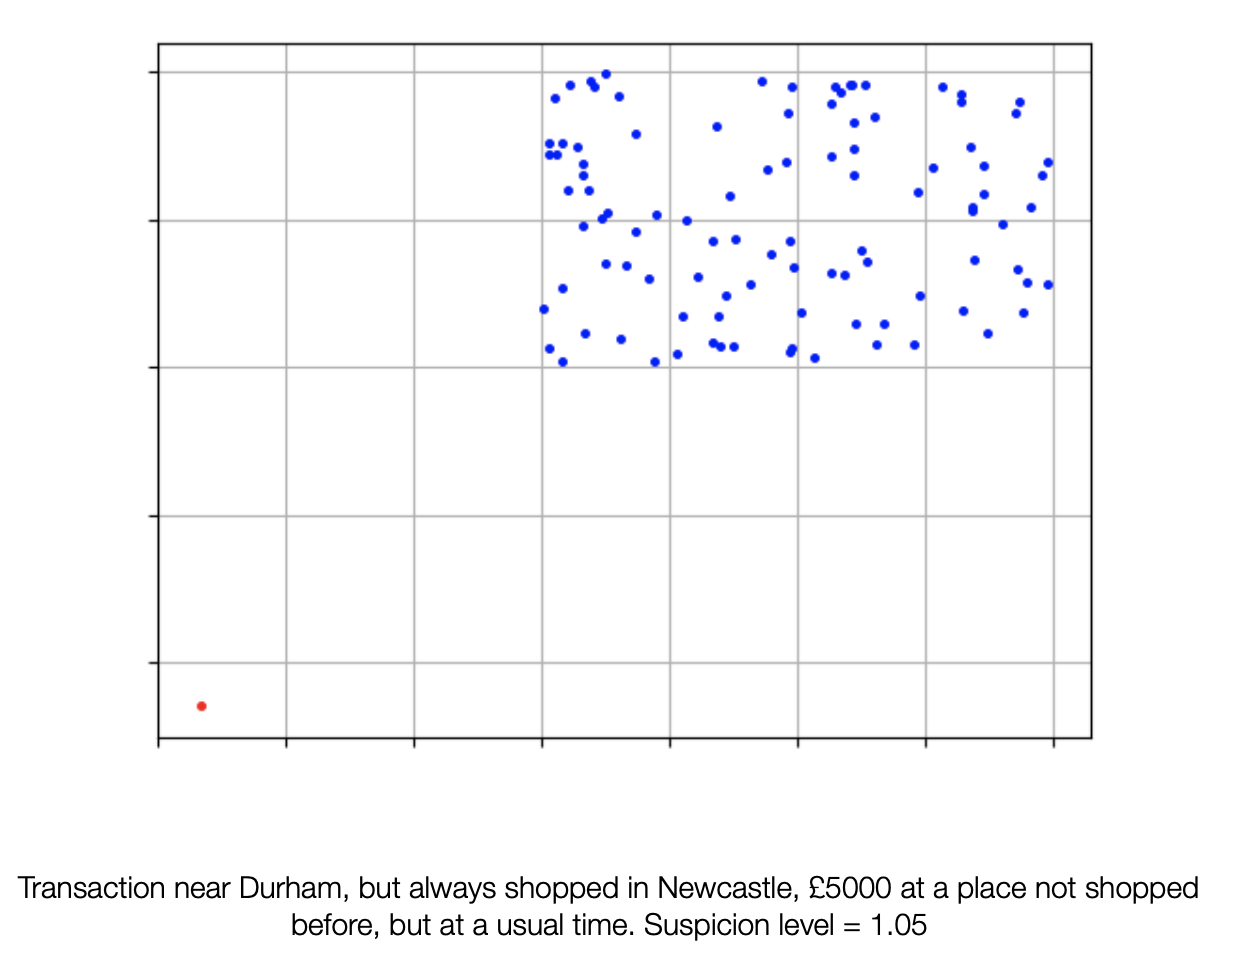 Transaction near Durham, but always shopped in Newcastle, £5000 at a place not shopped
before, but at a usual time. Suspicion level = 1.05